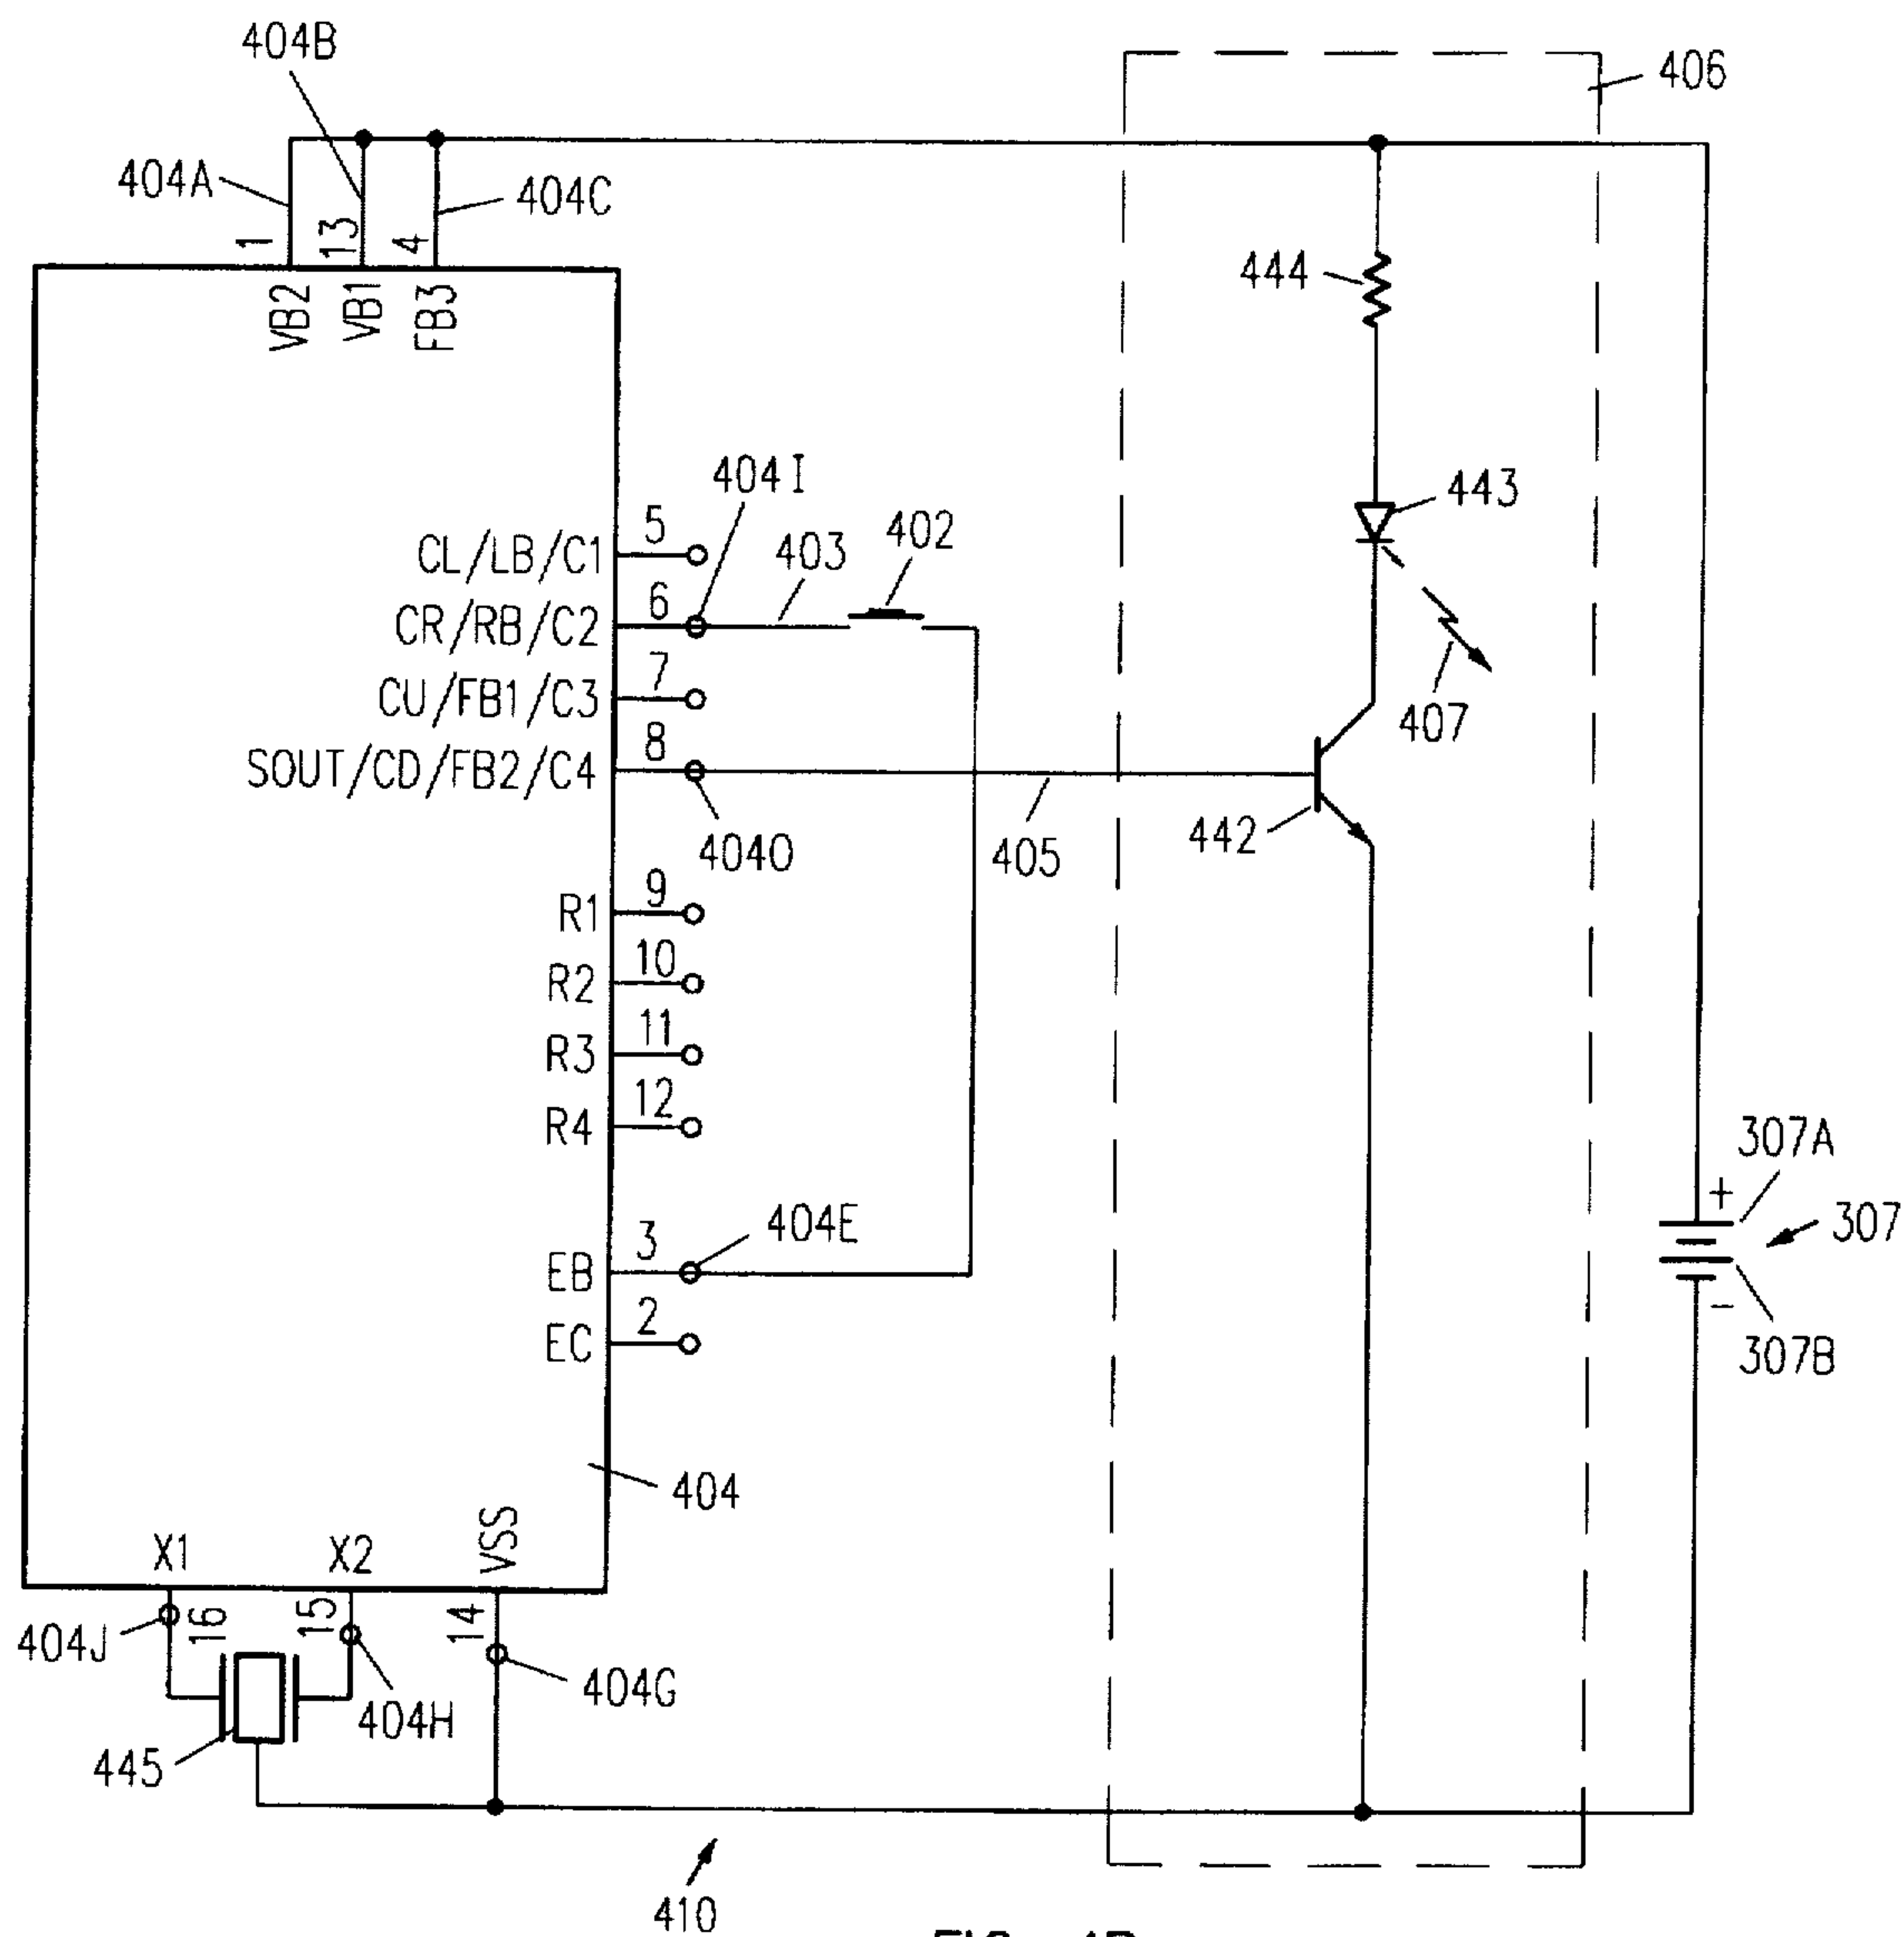 404B
406
404A
404C
1
13
4
VB2
VB1
FB3
444
443
404I
403
402
407
CL/LB/C1 5
CR/RB/C2 6
CU/FB1/C3 7
SOUT/CD/FB2/C4 8
442
404O
405
R1 9
R2 10
R3 11
R4 12
307A
+
307
404E
EB 3
EC 2
−
307B
404
X1
X2
VSS
16
15
14
404J
404G
404H
445
410